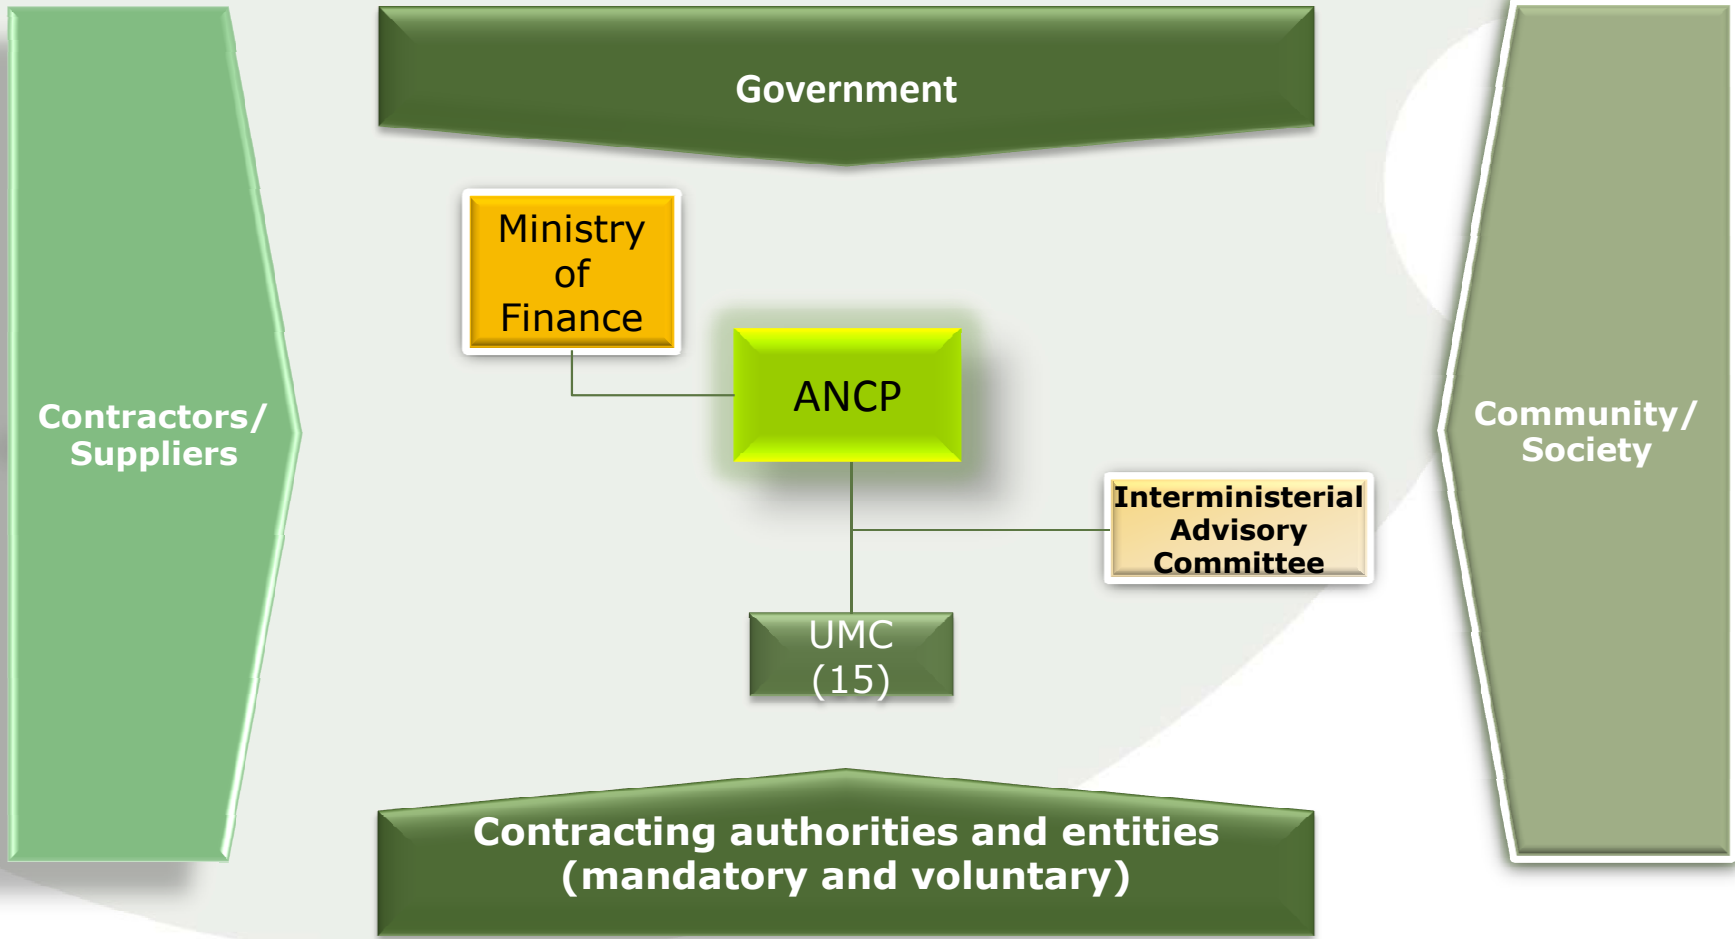 Government
Ministry
of
Finance
ANCP
Contractors/
Suppliers
Community/
Society
Interministerial
Advisory
Committee
UMC
(15)
Contracting authorities and entities
(mandatory and voluntary)